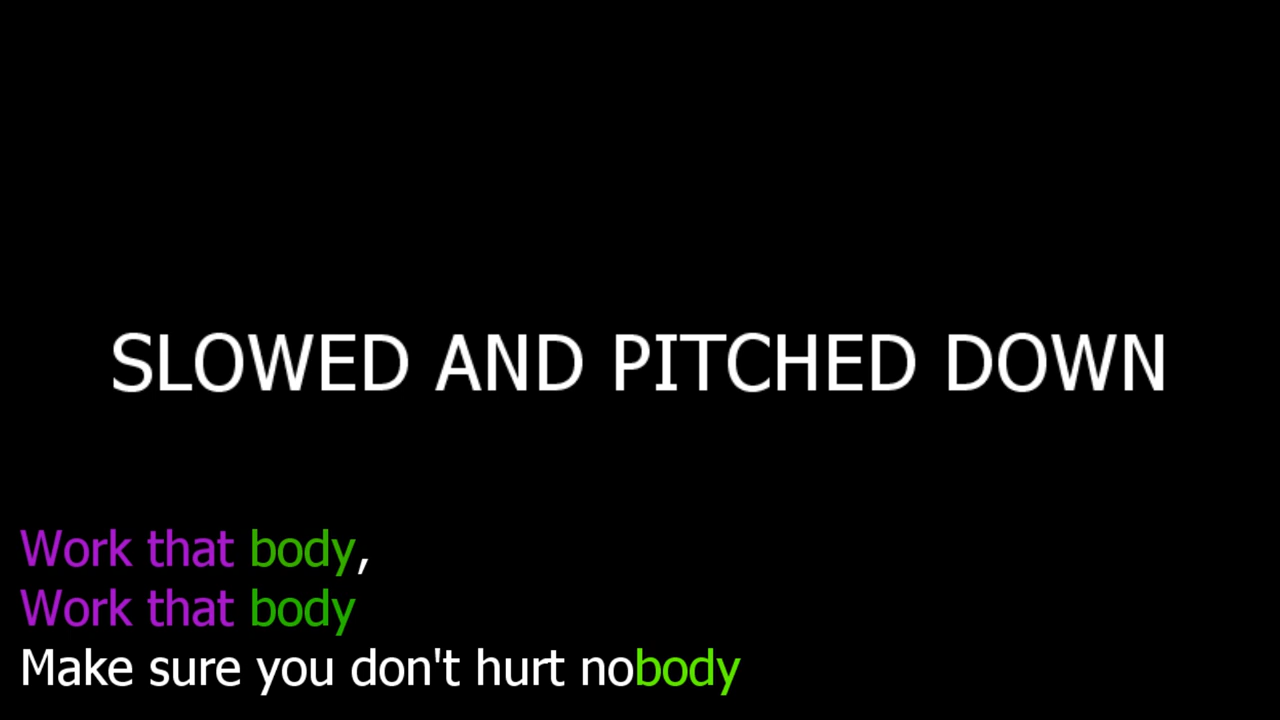 SLOWED AND PITCHED DOWN
Work that body,
Work that body
Make sure you don't hurt nobody